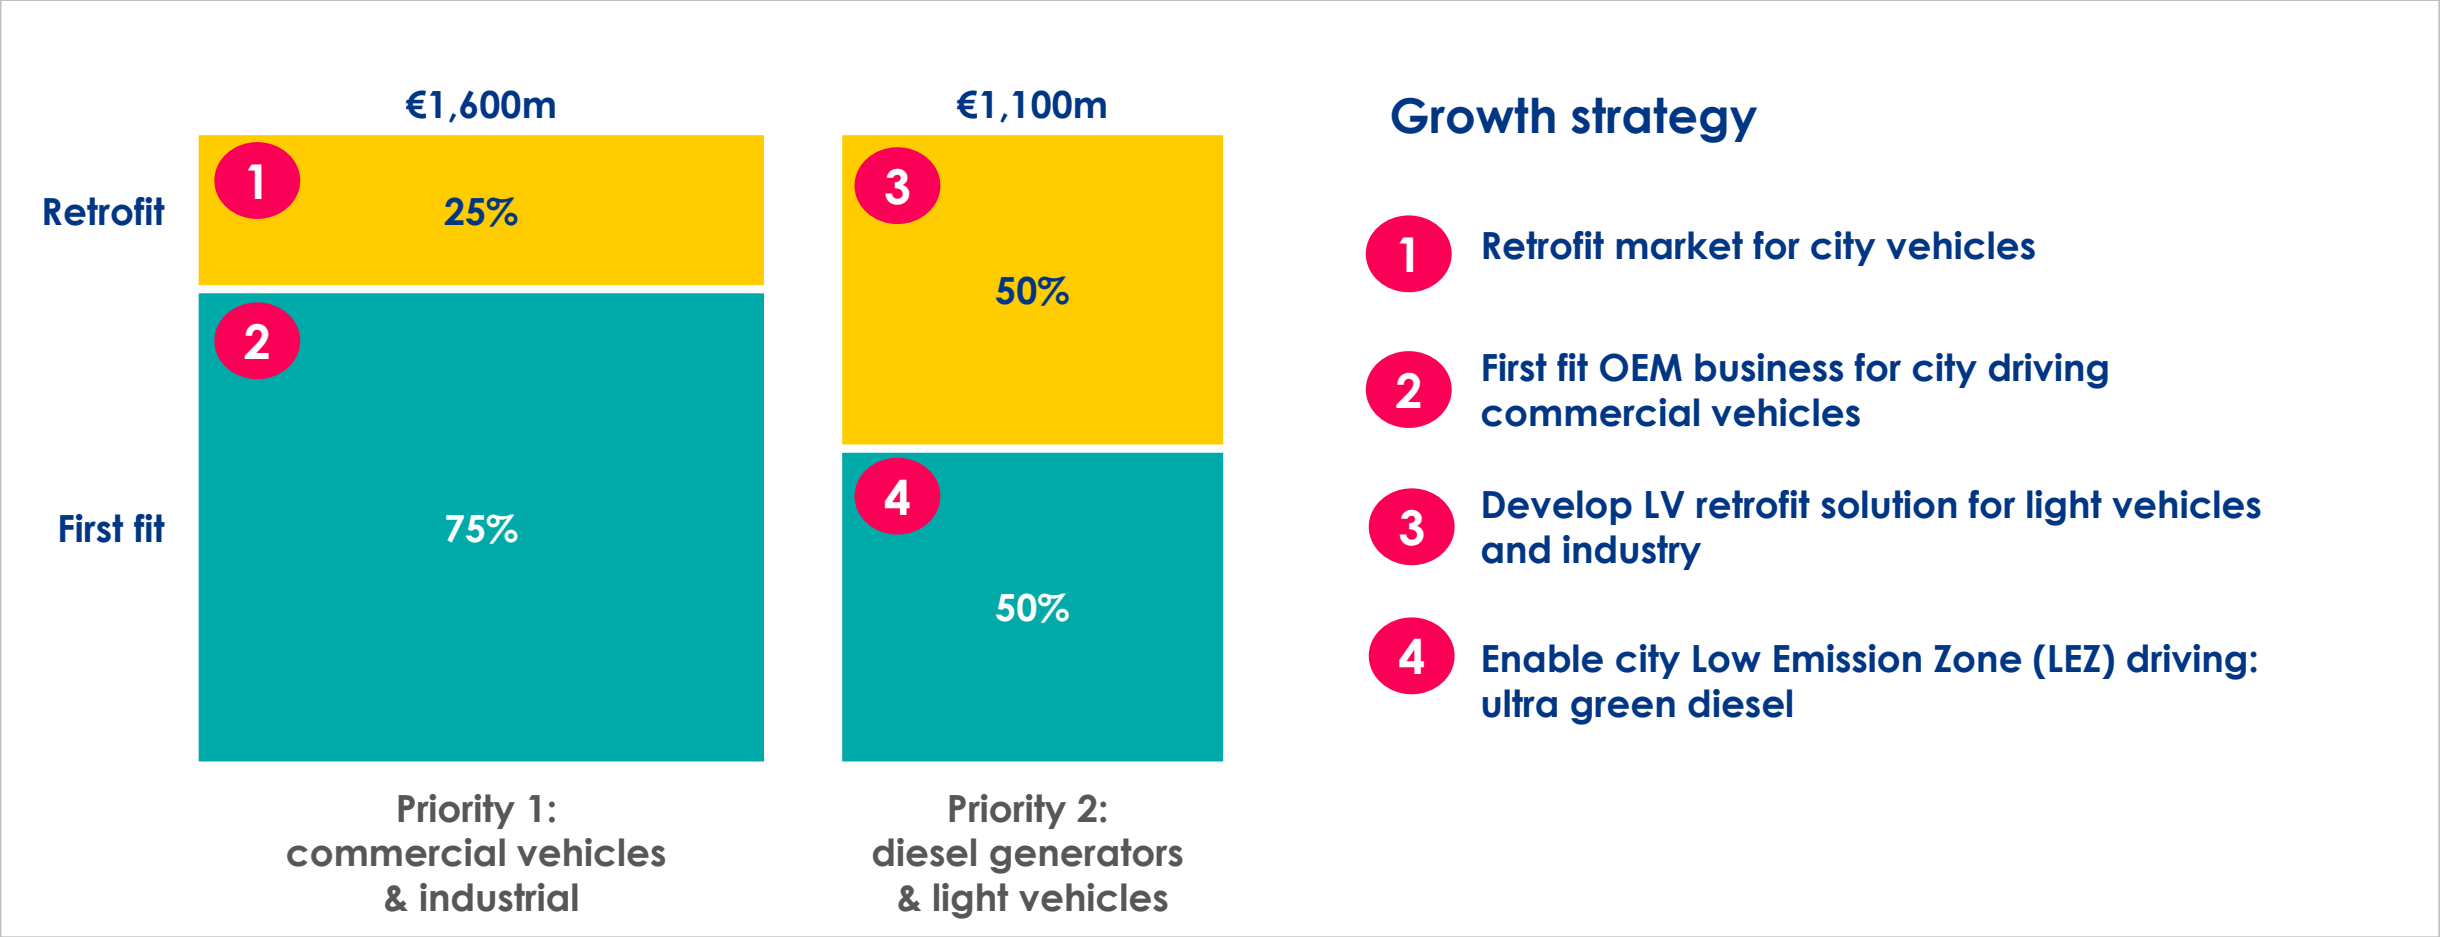 €1,600m
€1,100m
Retrofit
First fit
1
25%
2
75%
3
50%
4
50%
Priority 1:
commercial vehicles
& industrial
Priority 2:
diesel generators
& light vehicles
Growth strategy
1
Retrofit market for city vehicles
2
First fit OEM business for city driving
commercial vehicles
3
Develop LV retrofit solution for light vehicles
and industry
4
Enable city Low Emission Zone (LEZ) driving:
ultra green diesel